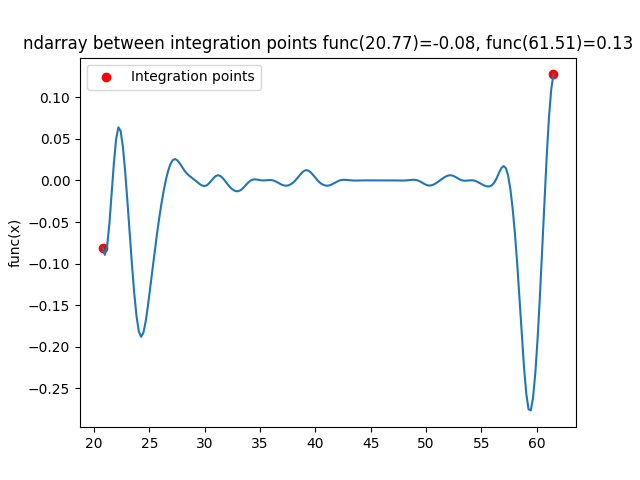 ndarray between integration points func(20.77)=-0.08, func(61.51)=0.13
Integration points
func(x)
0.10
0.05
0.00
−0.05
−0.10
−0.15
−0.20
−0.25
20 25 30 35 40 45 50 55 60